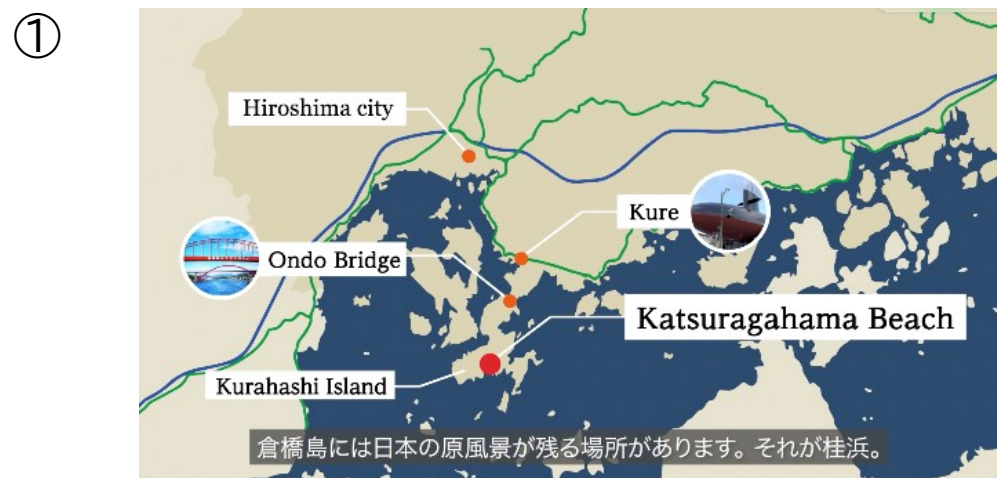 ①
Hiroshima city
Kure
Ondo Bridge
Katsuragahama Beach
Kurahashi Island
倉橋島には日本の原風景が残る場所があります。それが桂浜。